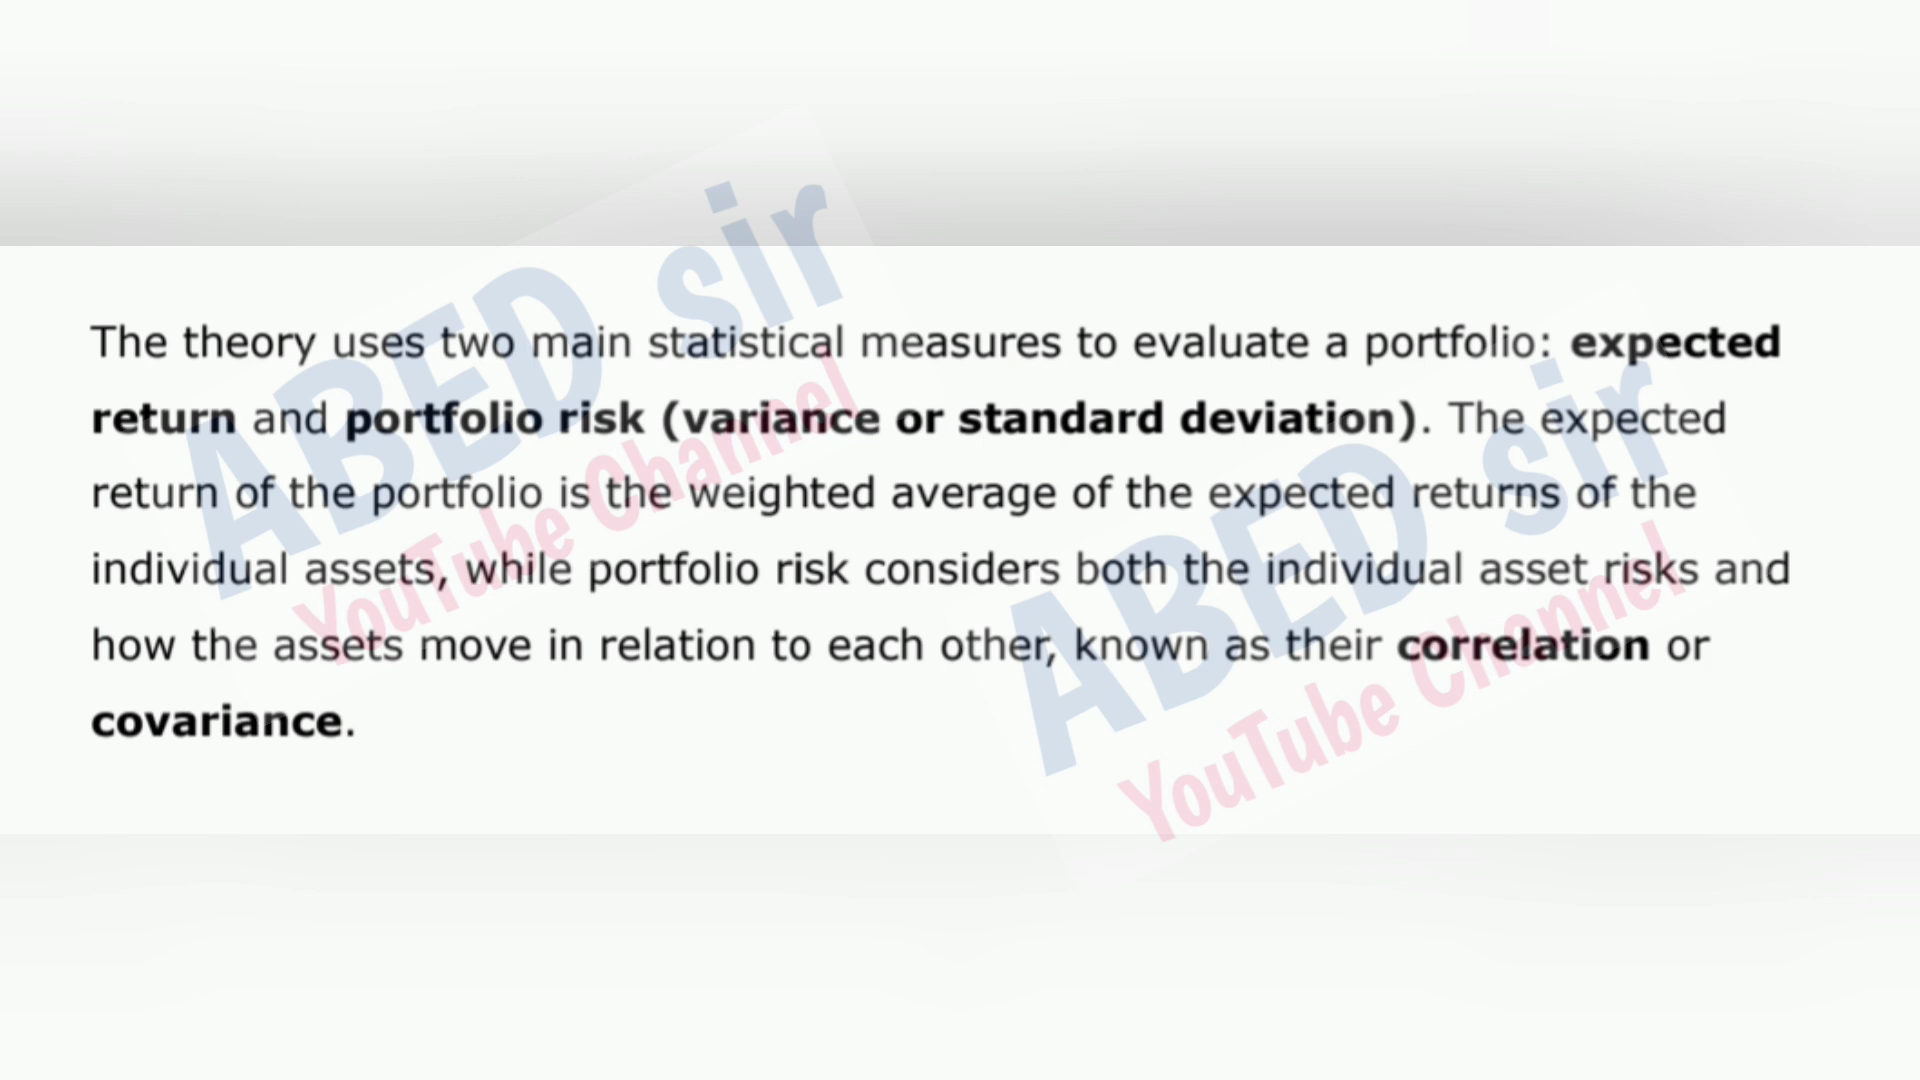 The theory uses two main statistical measures to evaluate a portfolio: expected
return and portfolio risk (variance or standard deviation). The expected
return of the portfolio is the weighted average of the expected returns of the
individual assets, while portfolio risk considers both the individual asset risks and
how the assets move in relation to each other, known as their correlation or
covariance.
ABED sir
YouTube Channel
ABED sir
YouTube Channel